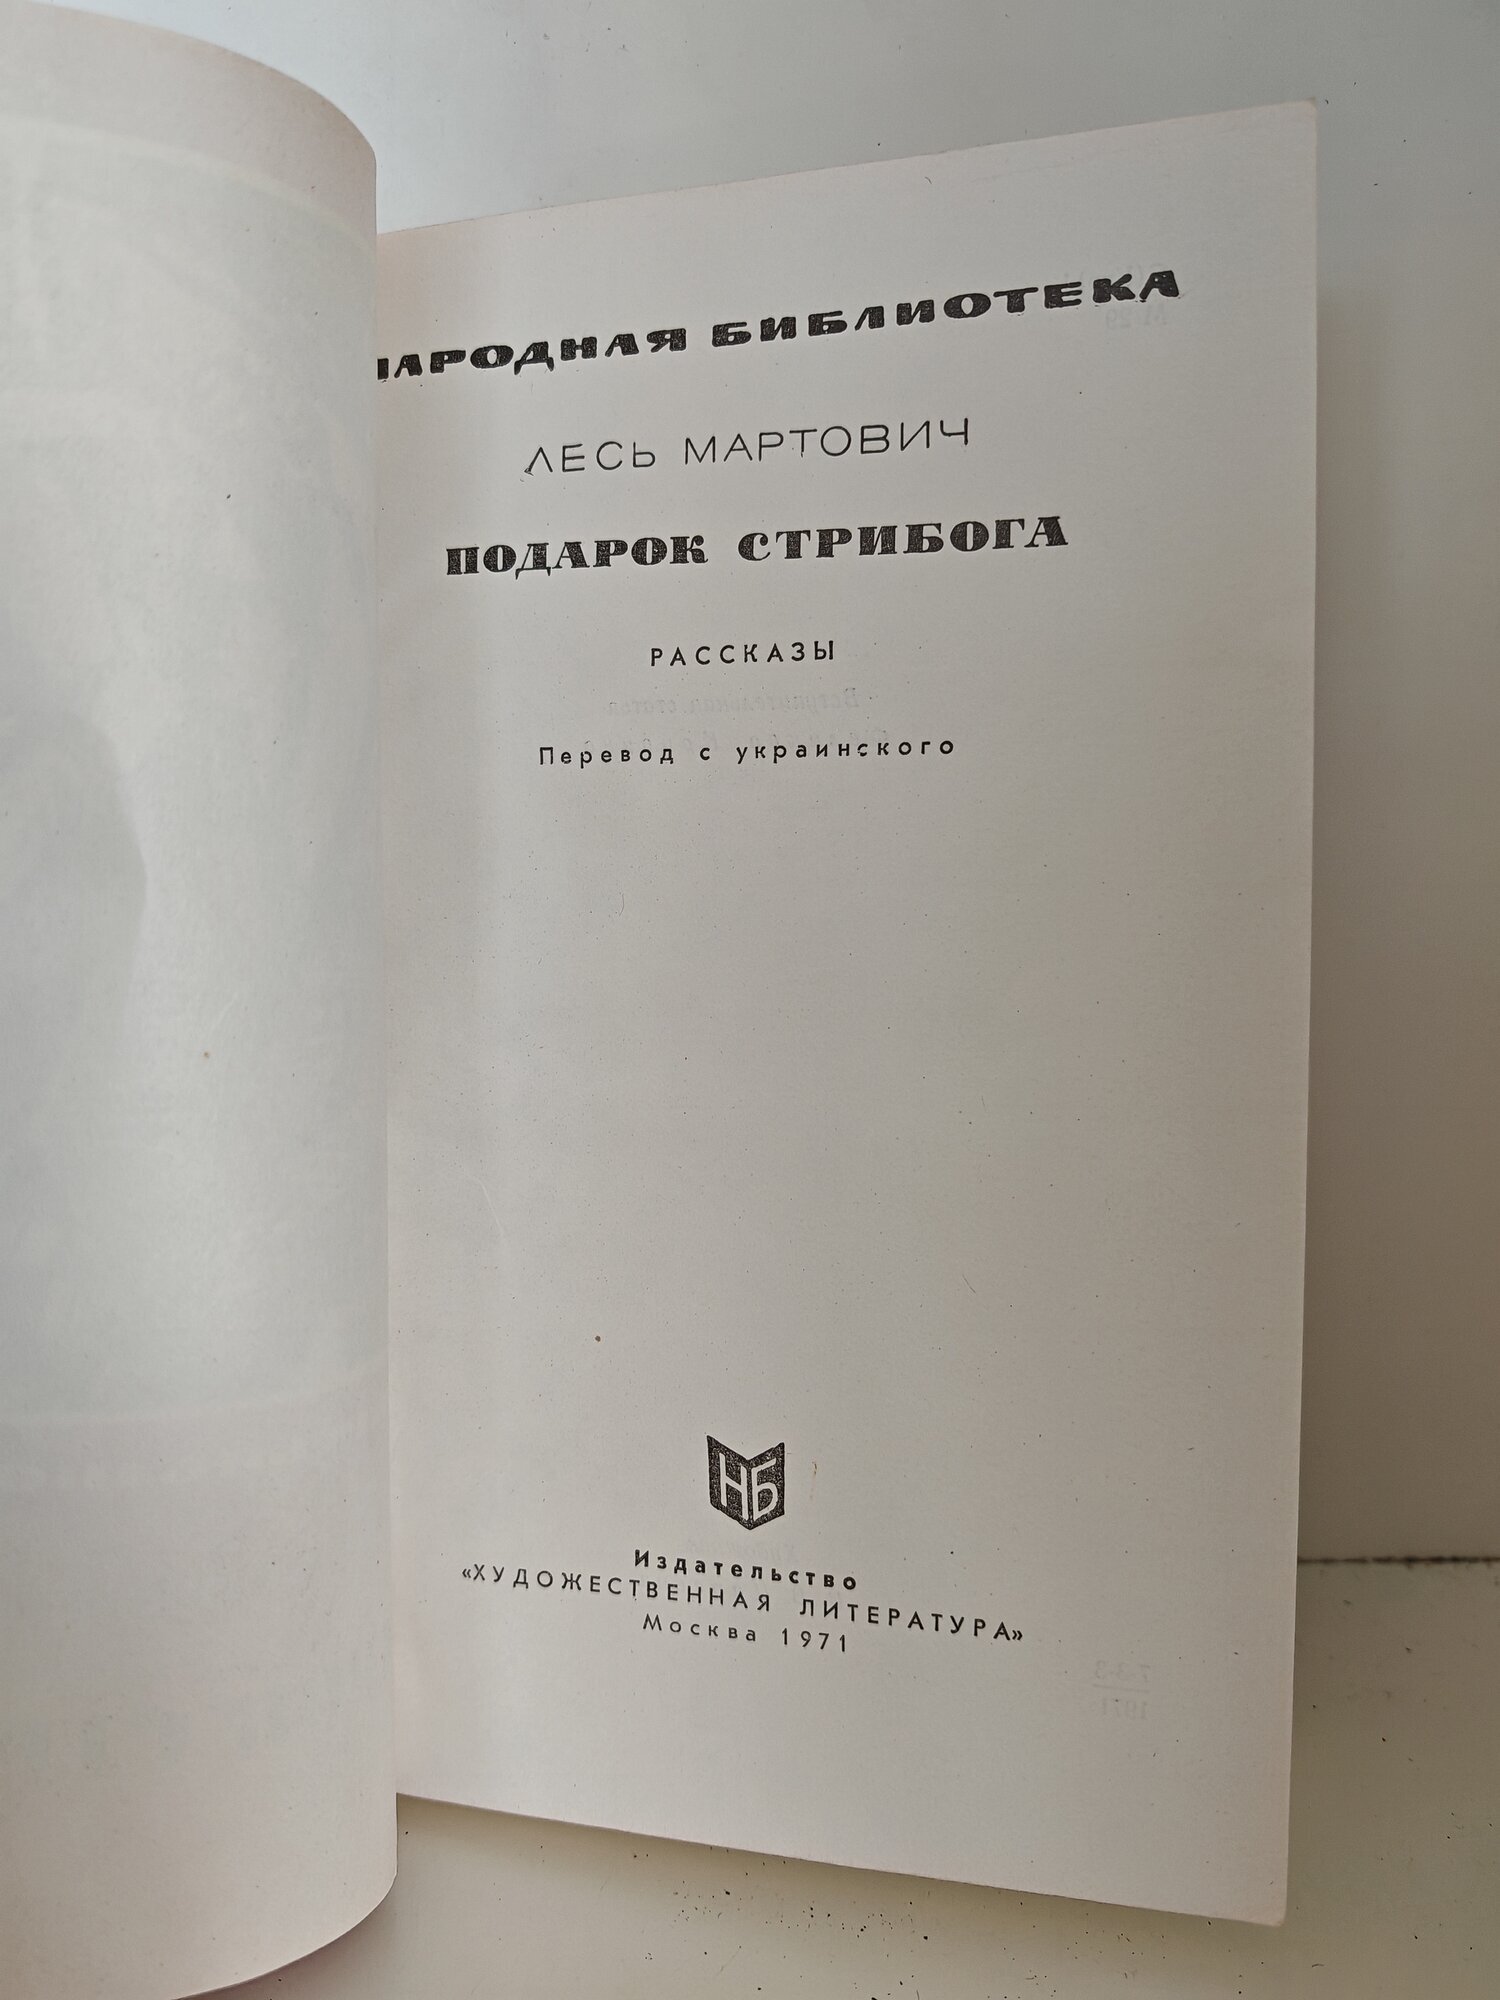 НАРОДНАЯ БИБЛИОТЕКА
ЛЕСЬ МАРТОВИЧ
ПОДАРОК СТРИБОГА
РАССКАЗЫ
Перевод с украинского
НБ
Издательство
«ХУДОЖЕСТВЕННАЯ ЛИТЕРАТУРА»
Москва 1971